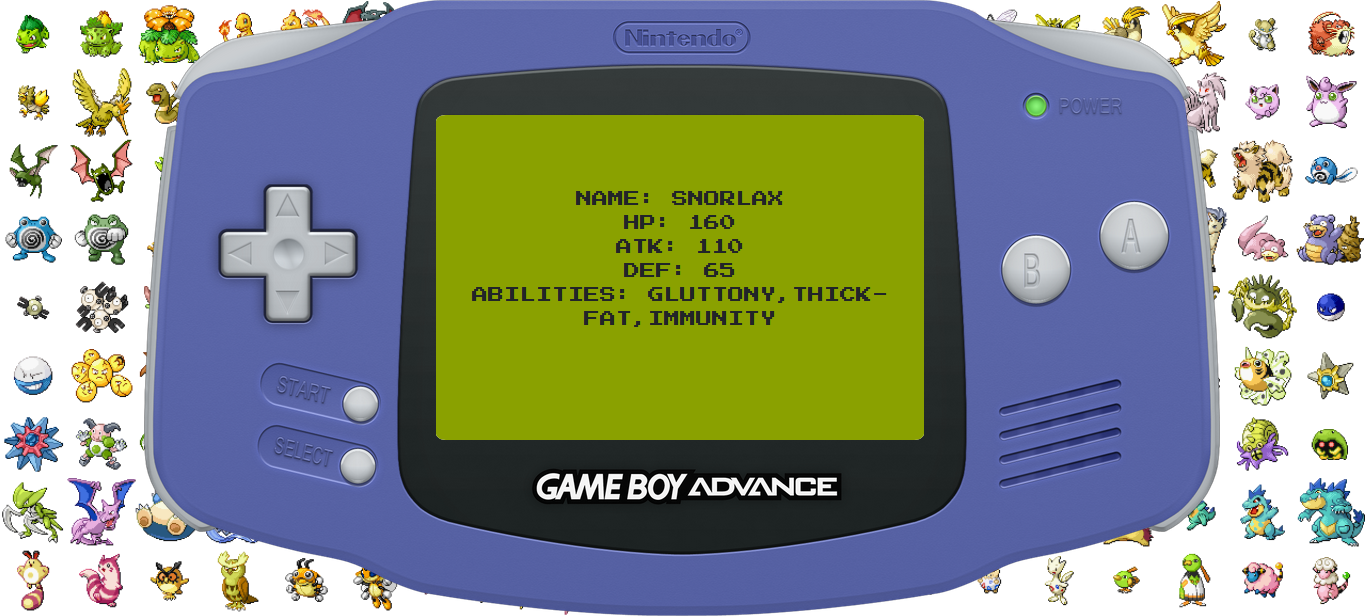 Nintendo®
POWER
NAME: SNORLAX
HP: 160
ATK: 110
DEF: 65
ABILITIES: GLUTTONY,THICK-
FAT,IMMUNITY
A
B
START
SELECT
GAME BOY ADVANCE